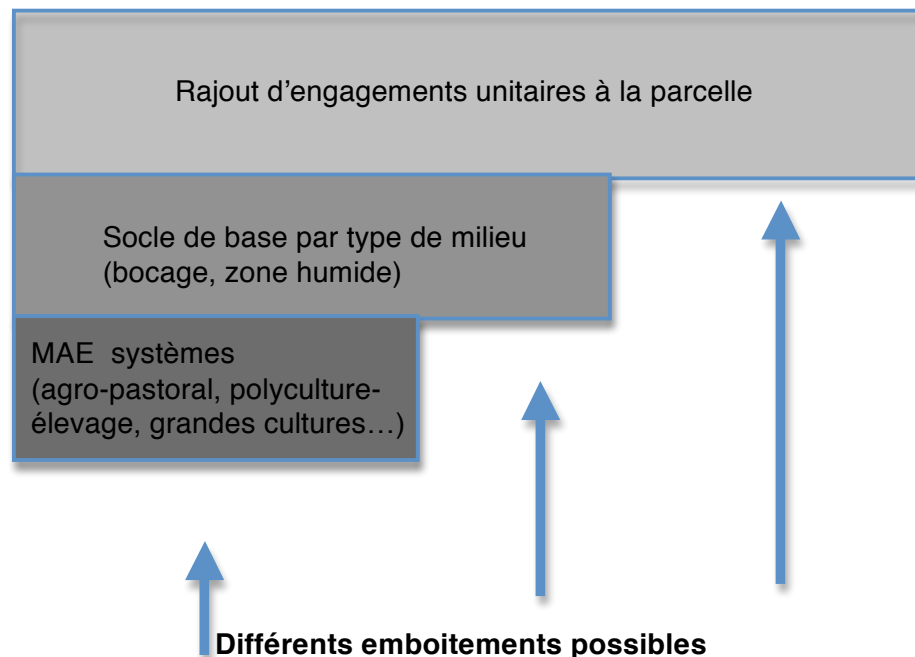 Rajout d’engagements unitaires à la parcelle
Socle de base par type de milieu
(bocage, zone humide)
MAE systèmes
(agro-pastoral, polyculture-
élevage, grandes cultures…)
Différents emboitements possibles